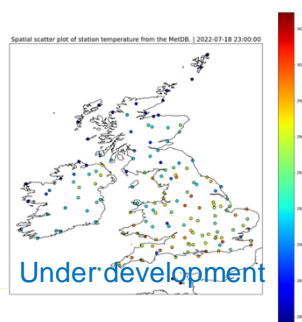 Spatial scatter plot of station temperature from the MetDB. | 2022-07-18 23:00:00
Under development